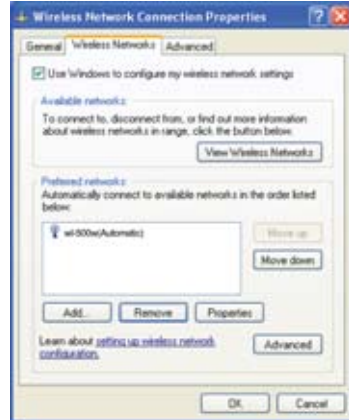 Wireless Network Connection Properties
General Wireless Networks Advanced
Use Windows to configure my wireless network settings
Available networks:
To connect to, disconnect from, or find out more information
about wireless networks in range, click the button below.
View Wireless Networks
Preferred networks:
Automatically connect to available networks in the order listed
below:
wl-500w(Automatic)
Move up
Move down
Add...
Remove
Properties
Learn about setting up wireless network
configuration.
Advanced
OK
Cancel